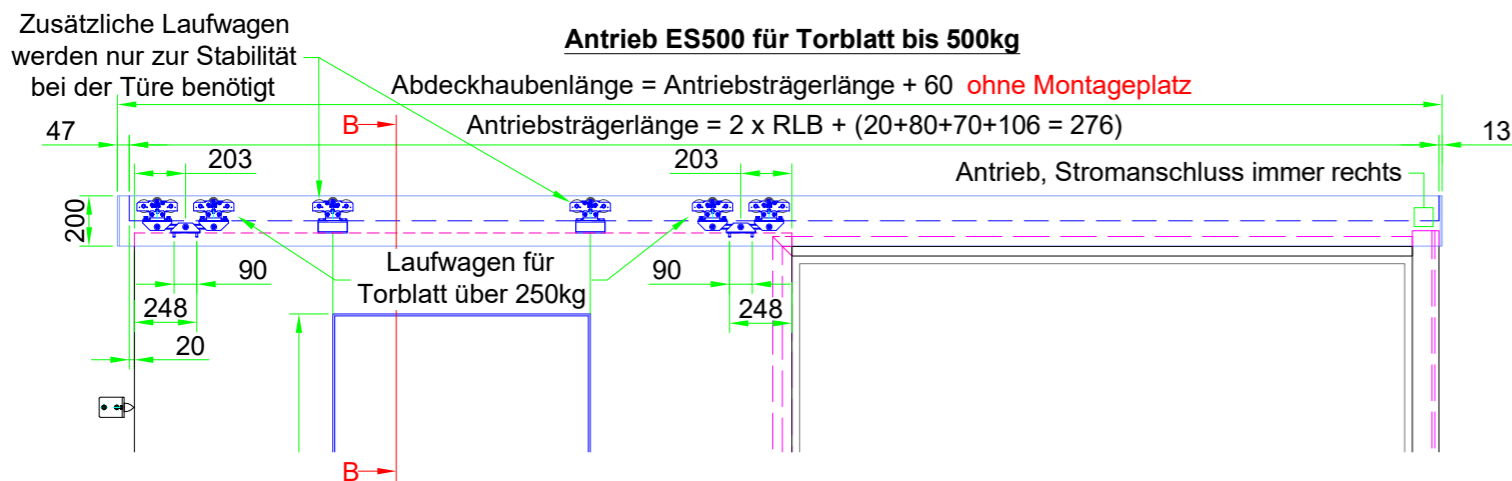 Zusätzliche Laufwagen
werden nur zur Stabilität
bei der Türe benötigt
Antrieb ES500 für Torblatt bis 500kg
Abdeckhaubenlänge = Antriebsträgerlänge + 60 ohne Montageplatz
47
B
Antriebsträgerlänge = 2 x RLB + (20+80+70+106 = 276)
13
203
203
Antrieb, Stromanschluss immer rechts
200
90
Laufwagen für
Torblatt über 250kg
90
248
248
20
B